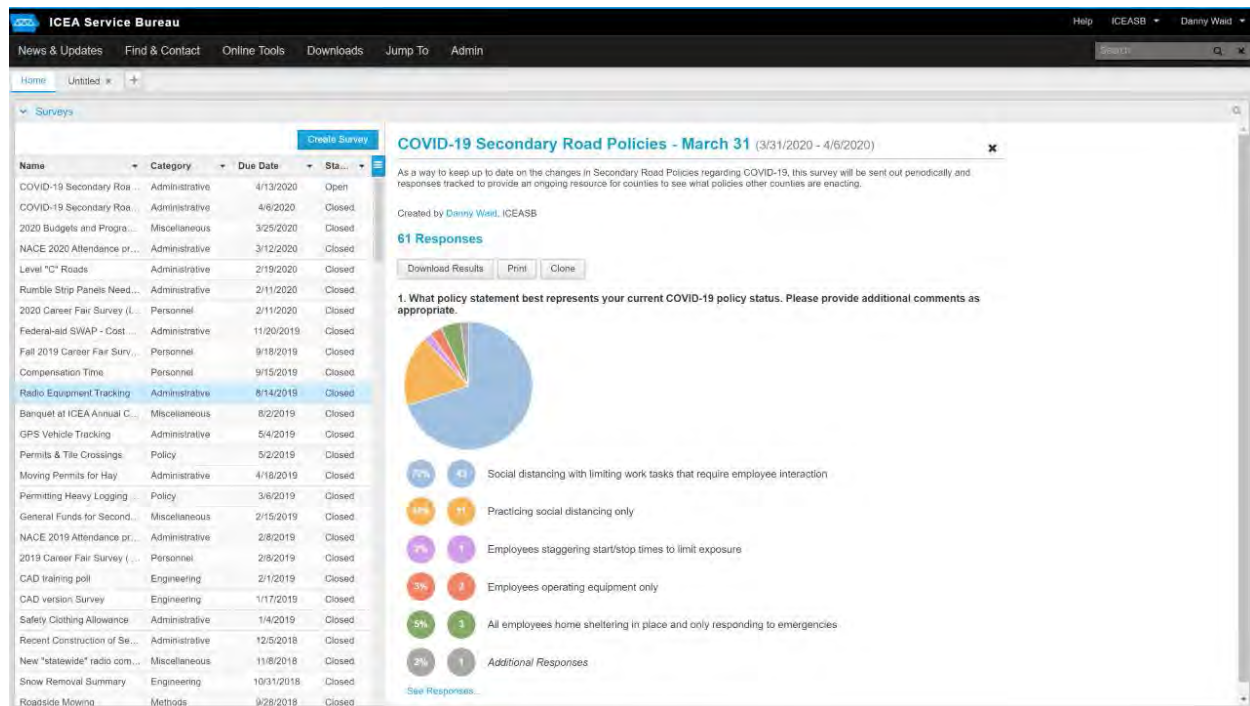 ICEA Service Bureau
Help ICEASB Danny Waid
News & Updates Find & Contact Online Tools Downloads Jump To Admin
Search
Home Untitled × +
Surveys
Create Survey
Name Category Due Date Sta...
COVID-19 Secondary Roa... Administrative 4/13/2020 Open
COVID-19 Secondary Roa... Administrative 4/6/2020 Closed
2020 Budgets and Progra... Miscellaneous 3/25/2020 Closed
NACE 2020 Attendance pr... Administrative 3/12/2020 Closed
Level "C" Roads Administrative 2/19/2020 Closed
Rumble Strip Panels Need... Administrative 2/11/2020 Closed
2020 Career Fair Survey (I... Personnel 2/11/2020 Closed
Federal-aid SWAP - Cost ... Administrative 11/20/2019 Closed
Fall 2019 Career Fair Surv... Personnel 9/18/2019 Closed
Compensation Time Personnel 9/15/2019 Closed
Radio Equipment Tracking Administrative 8/14/2019 Closed
Banquet at ICEA Annual C... Miscellaneous 8/2/2019 Closed
GPS Vehicle Tracking Administrative 5/4/2019 Closed
Permits & Tile Crossings Policy 5/2/2019 Closed
Moving Permits for Hay Administrative 4/18/2019 Closed
Permitting Heavy Logging ... Policy 3/6/2019 Closed
General Funds for Second... Miscellaneous 2/15/2019 Closed
NACE 2019 Attendance pr... Administrative 2/8/2019 Closed
2019 Career Fair Survey (... Personnel 2/8/2019 Closed
CAD training poll Engineering 2/1/2019 Closed
CAD version Survey Engineering 1/17/2019 Closed
Safety Clothing Allowance Administrative 1/4/2019 Closed
Recent Construction of Se... Administrative 12/5/2018 Closed
New "statewide" radio com... Miscellaneous 11/8/2018 Closed
Snow Removal Summary Engineering 10/31/2018 Closed
Roadside Mowing Methods 9/28/2018 Closed
COVID-19 Secondary Road Policies - March 31 (3/31/2020 - 4/6/2020)
As a way to keep up to date on the changes in Secondary Road Policies regarding COVID-19, this survey will be sent out periodically and
responses tracked to provide an ongoing resource for counties to see what policies other counties are enacting.
Created by Danny Waid, ICEASB
61 Responses
Download Results Print Clone
1. What policy statement best represents your current COVID-19 policy status. Please provide additional comments as
appropriate.
43 Social distancing with limiting work tasks that require employee interaction
11 Practicing social distancing only
1 Employees staggering start/stop times to limit exposure
3% 2 Employees operating equipment only
5% 3 All employees home sheltering in place and only responding to emergencies
2% 1 Additional Responses
See Responses...